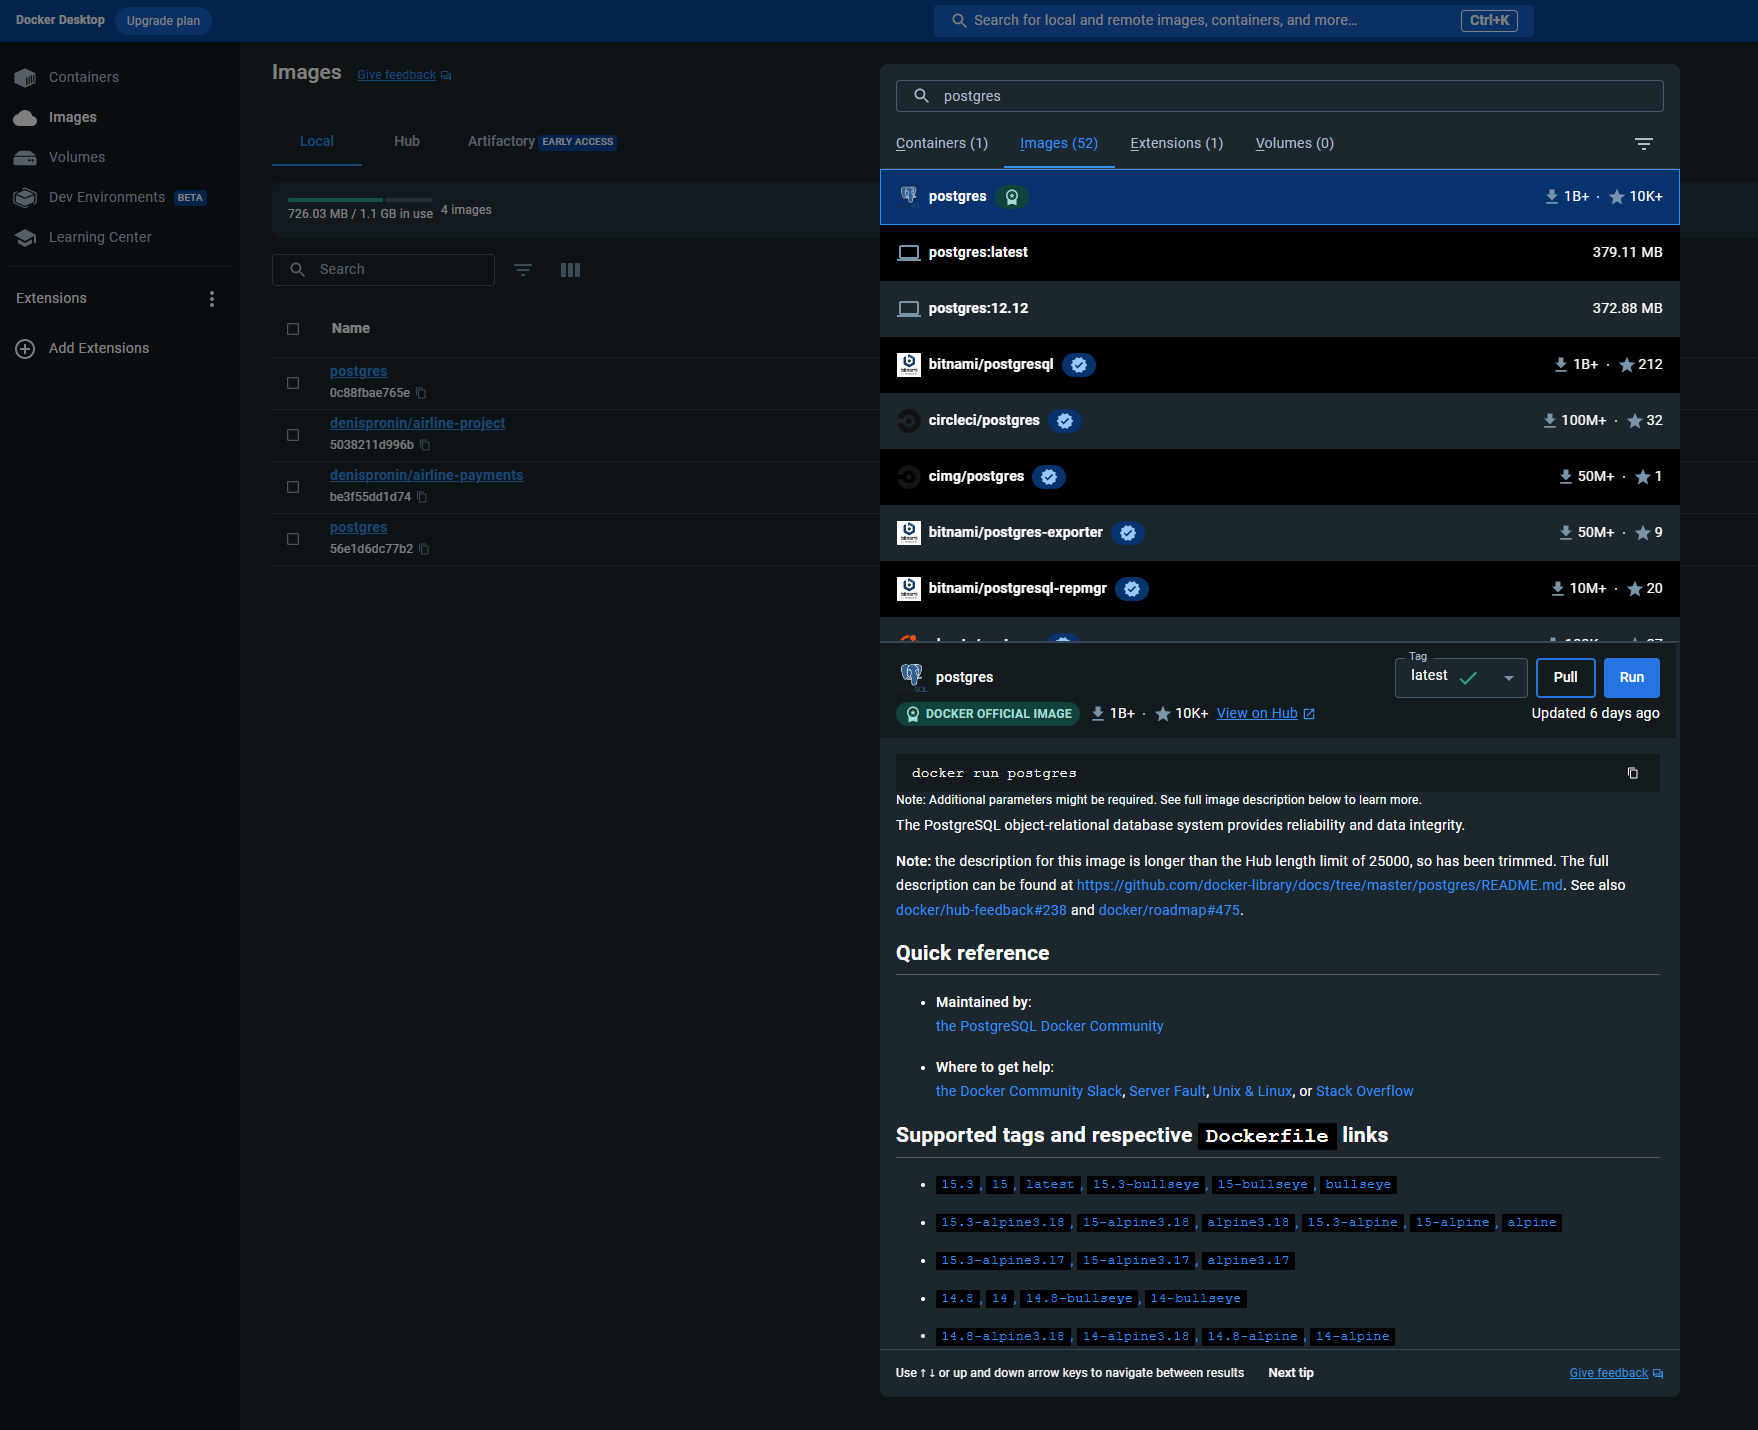 Docker Desktop Upgrade plan
Search for local and remote images, containers, and more... Ctrl+K
Containers
Images
Volumes
Dev Environments BETA
Learning Center
Extensions
Add Extensions
Images Give feedback
Local Hub Artifactory EARLY ACCESS
726.03 MB / 1.1 GB in use 4 images
Search
Name
postgres
0c88fbae765e
denispronin/airline-project
5038211d996b
denispronin/airline-payments
be3f55dd1d74
postgres
56e1d6dc77b2
postgres
Containers (1) Images (52) Extensions (1) Volumes (0)
postgres 1B+ · 10K+
postgres:latest 379.11 MB
postgres:12.12 372.88 MB
bitnami/postgresql 1B+ · 212
circleci/postgres 100M+ · 32
cimg/postgres 50M+ · 1
bitnami/postgres-exporter 50M+ · 9
bitnami/postgresql-repmgr 10M+ · 20
postgres
Tag
latest
Pull Run
DOCKER OFFICIAL IMAGE 1B+ · 10K+ View on Hub Updated 6 days ago
docker run postgres
Note: Additional parameters might be required. See full image description below to learn more.
The PostgreSQL object-relational database system provides reliability and data integrity.
Note: the description for this image is longer than the Hub length limit of 25000, so has been trimmed. The full
description can be found at https://github.com/docker-library/docs/tree/master/postgres/README.md. See also
docker/hub-feedback#238 and docker/roadmap#475.
Quick reference
• Maintained by:
the PostgreSQL Docker Community
• Where to get help:
the Docker Community Slack, Server Fault, Unix & Linux, or Stack Overflow
Supported tags and respective Dockerfile links
• 15.3, 15, latest, 15.3-bullseye, 15-bullseye, bullseye
• 15.3-alpine3.18, 15-alpine3.18, alpine3.18, 15.3-alpine, 15-alpine, alpine
• 15.3-alpine3.17, 15-alpine3.17, alpine3.17
• 14.8, 14, 14.8-bullseye, 14-bullseye
• 14.8-alpine3.18, 14-alpine3.18, 14.8-alpine, 14-alpine
Use ↑ ↓ or up and down arrow keys to navigate between results Next tip Give feedback